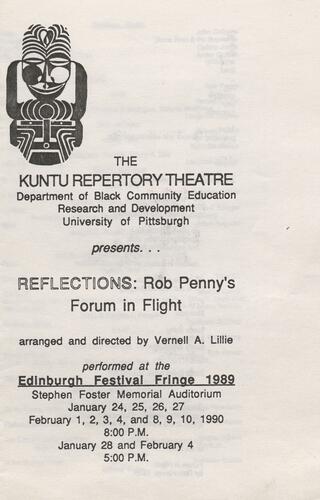 THE
KUNTU REPERTORY THEATRE
Department of Black Community Education
Research and Development
University of Pittsburgh
presents. . .
REFLECTIONS: Rob Penny's
Forum in Flight
arranged and directed by Vernell A. Lillie
performed at the
Edinburgh Festival Fringe 1989
Stephen Foster Memorial Auditorium
January 24, 25, 26, 27
February 1, 2, 3, 4, and 8, 9, 10, 1990
8:00 P.M.
January 28 and February 4
5:00 P.M.